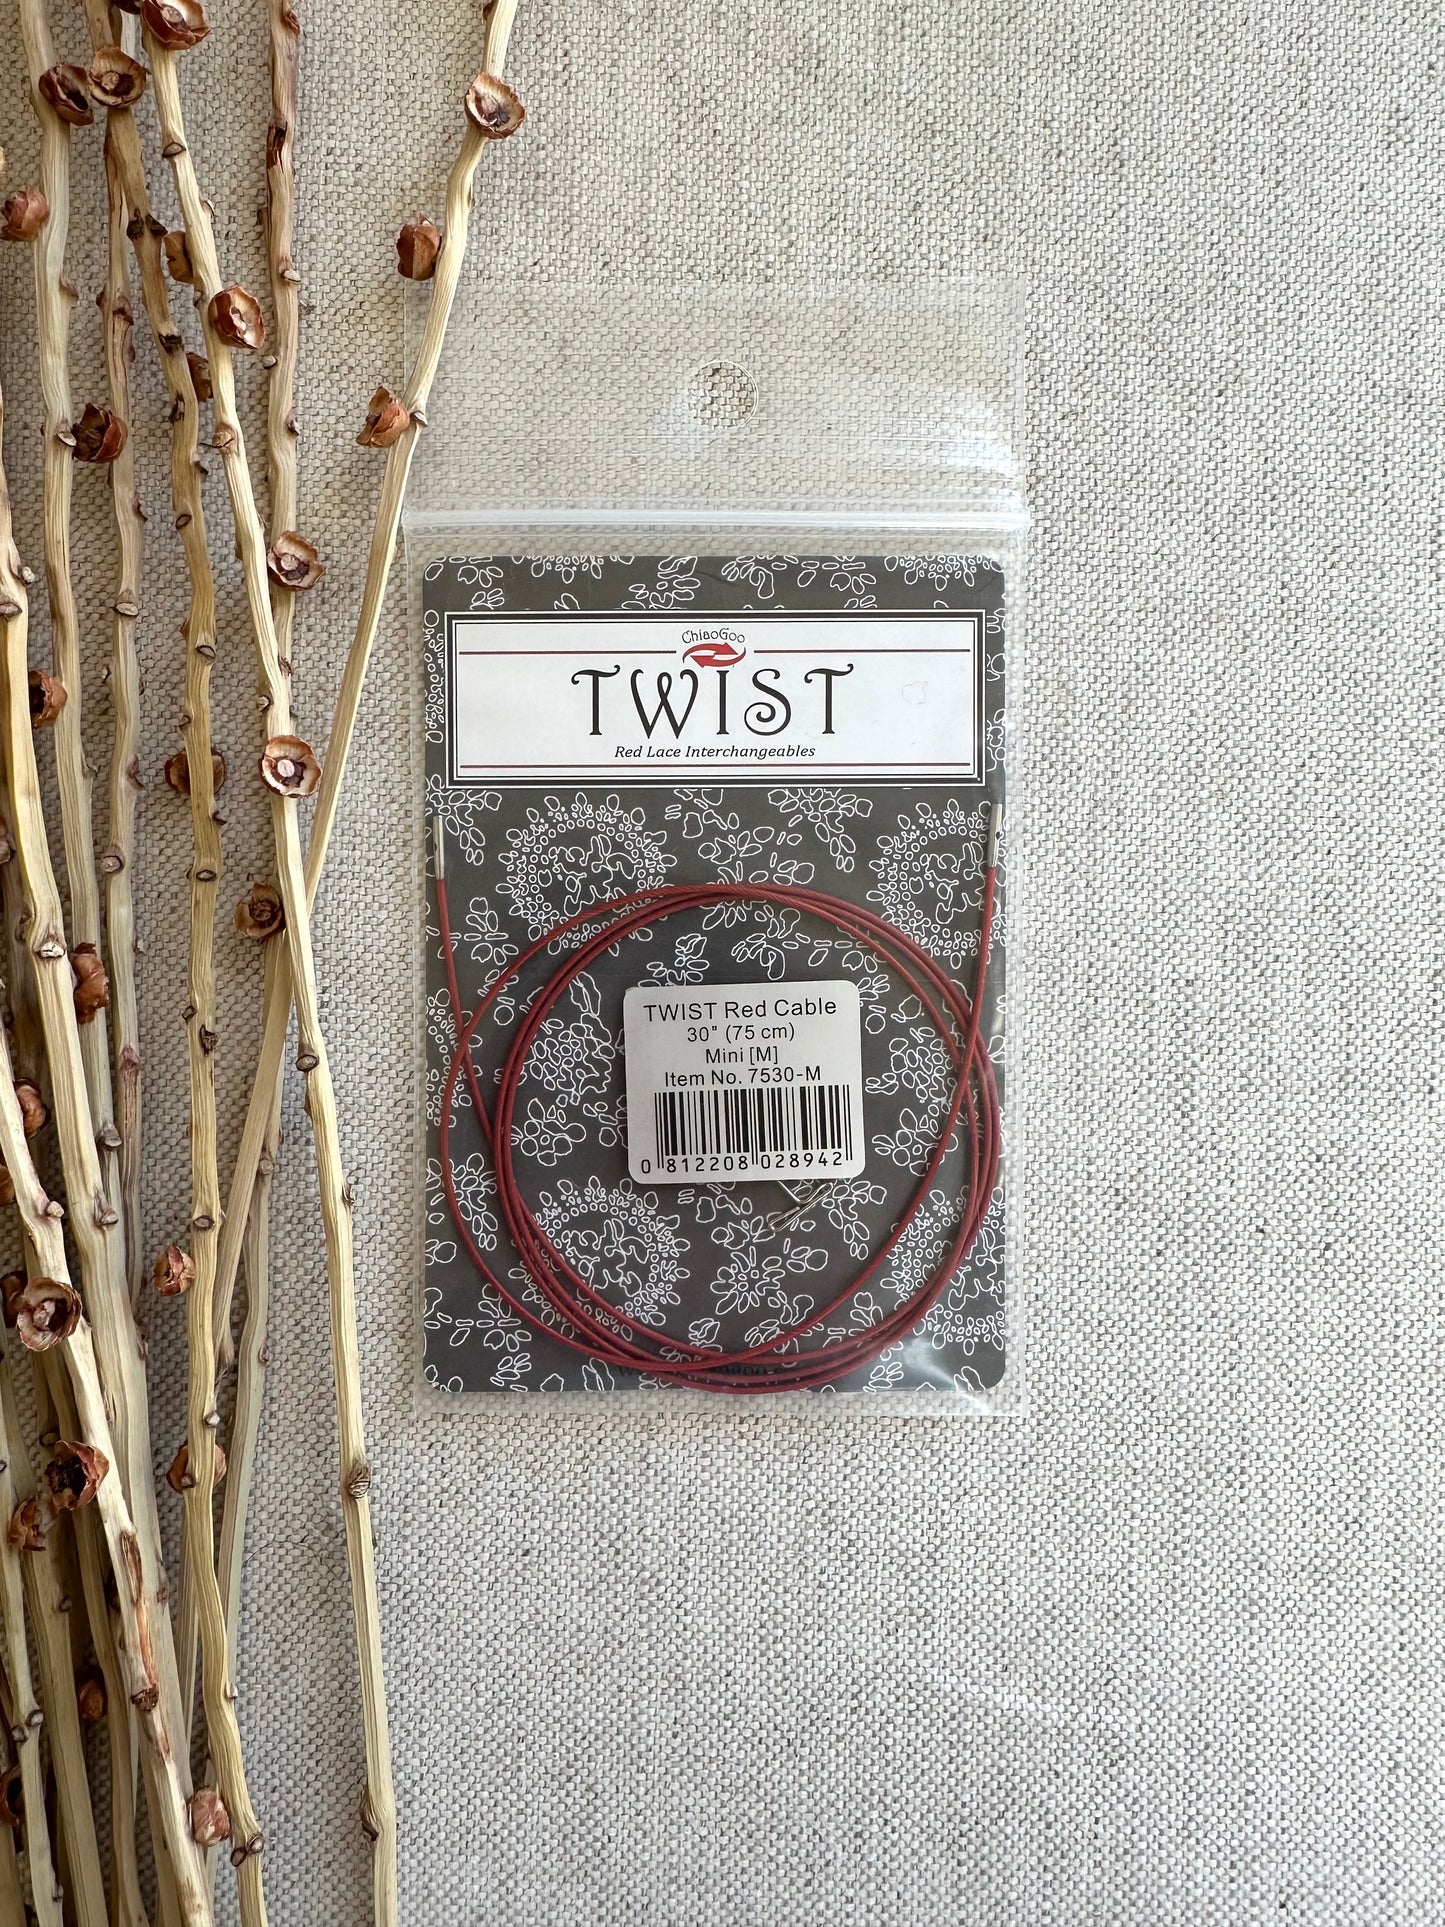 ChiaoGoo
TWIST
Red Lace Interchangeables
TWIST Red Cable
30" (75 cm)
Mini [M]
Item No. 7530-M
0 812208 028942